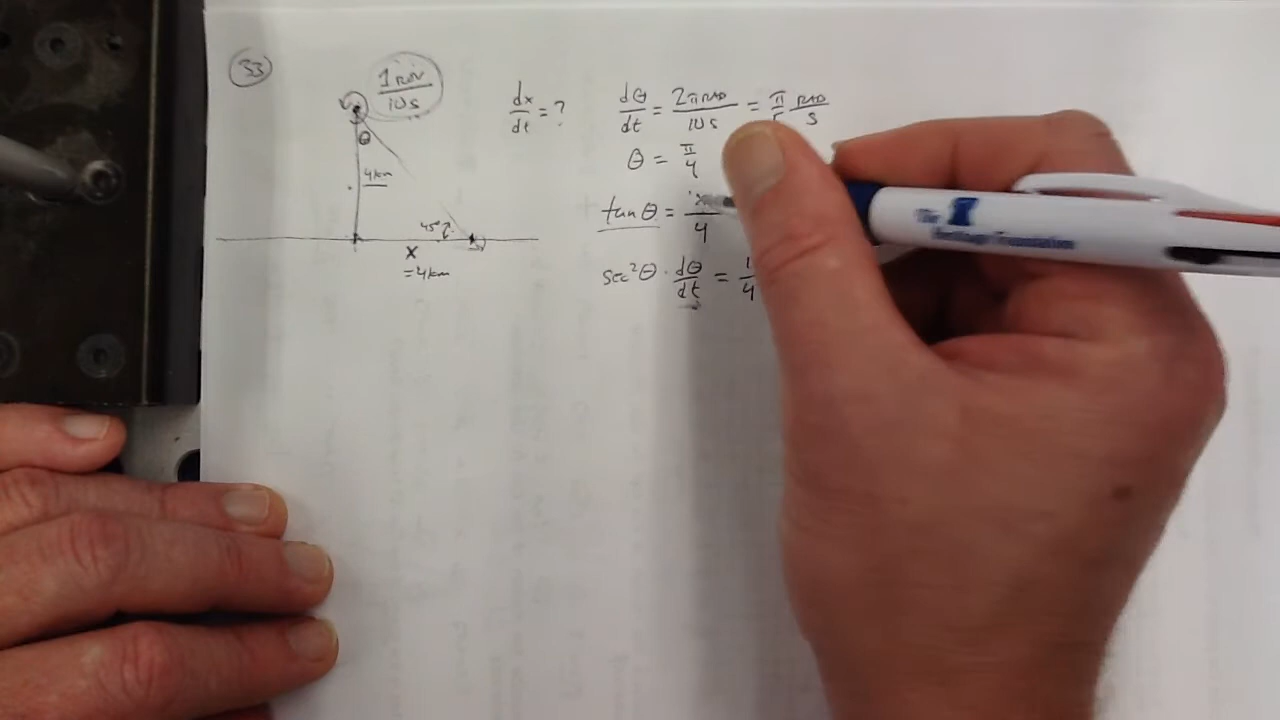 33
1 REV
10 s
θ
4km
45°
x
=4km
dx/dt = ?
dθ/dt = 2π RAD/10 s = π/5 RAD/s
θ = π/4
tan θ = x/4
sec²θ · dθ/dt = 1/4